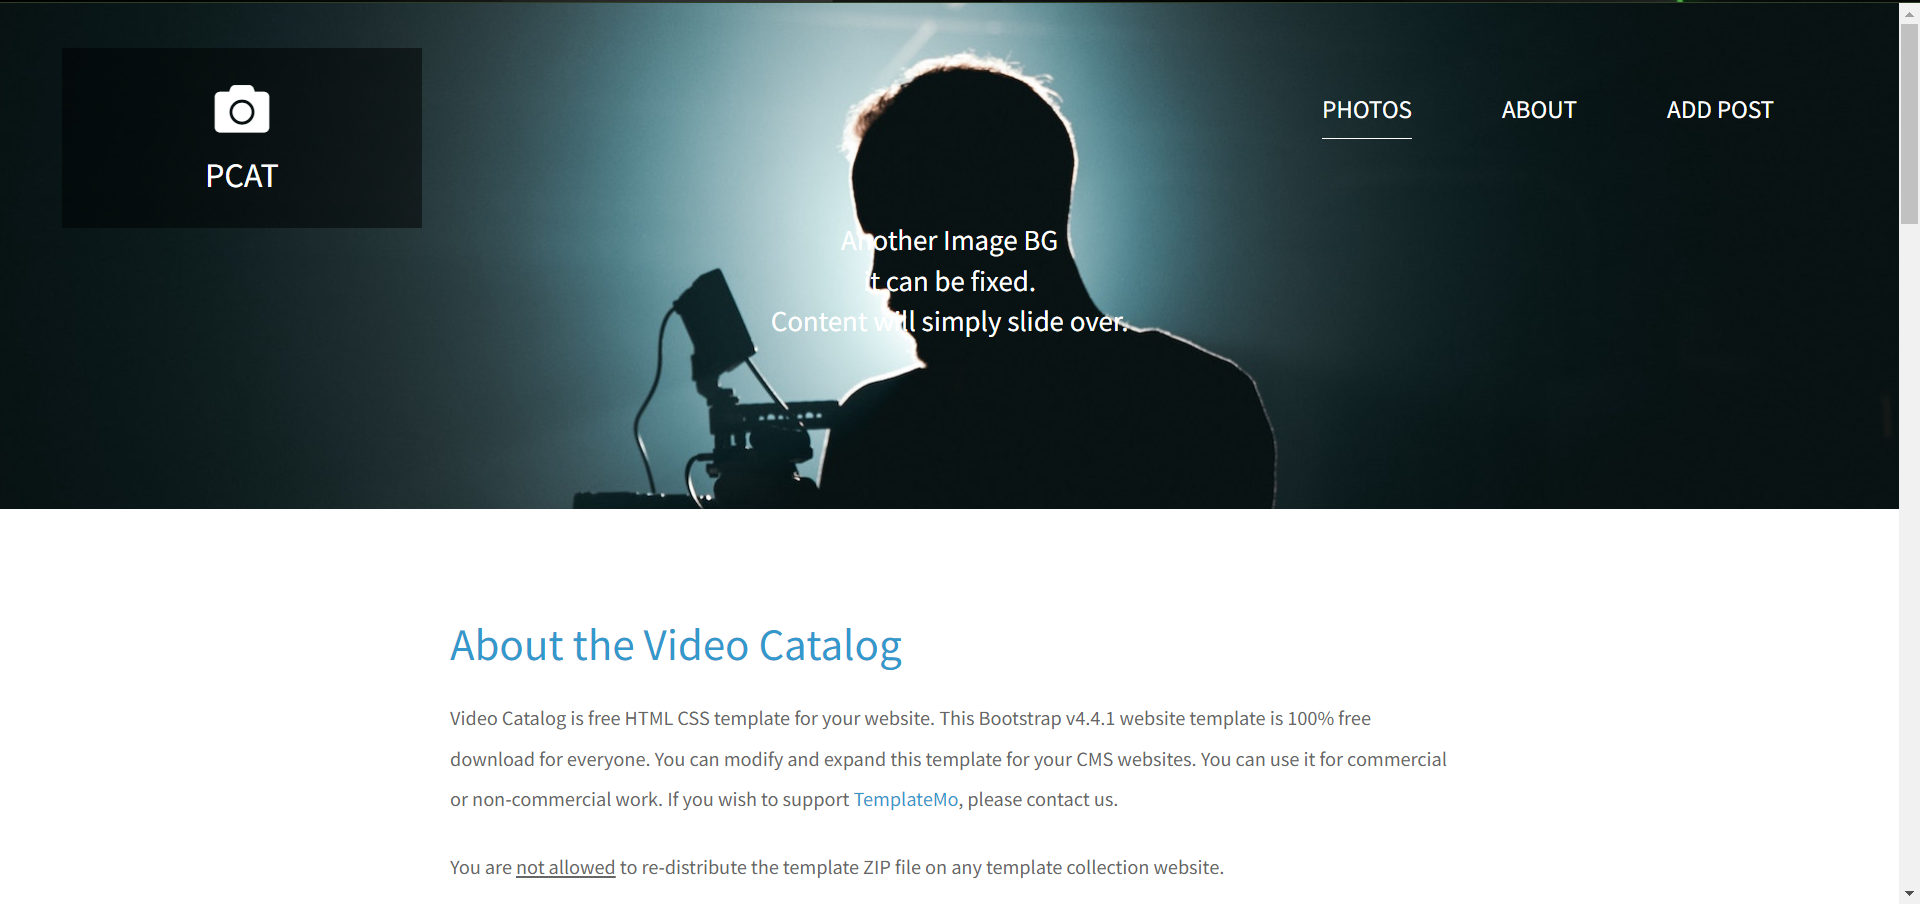 PCAT
PHOTOS
ABOUT
ADD POST
Another Image BG
it can be fixed.
Content will simply slide over.
About the Video Catalog
Video Catalog is free HTML CSS template for your website. This Bootstrap v4.4.1 website template is 100% free
download for everyone. You can modify and expand this template for your CMS websites. You can use it for commercial
or non-commercial work. If you wish to support TemplateMo, please contact us.
You are not allowed to re-distribute the template ZIP file on any template collection website.